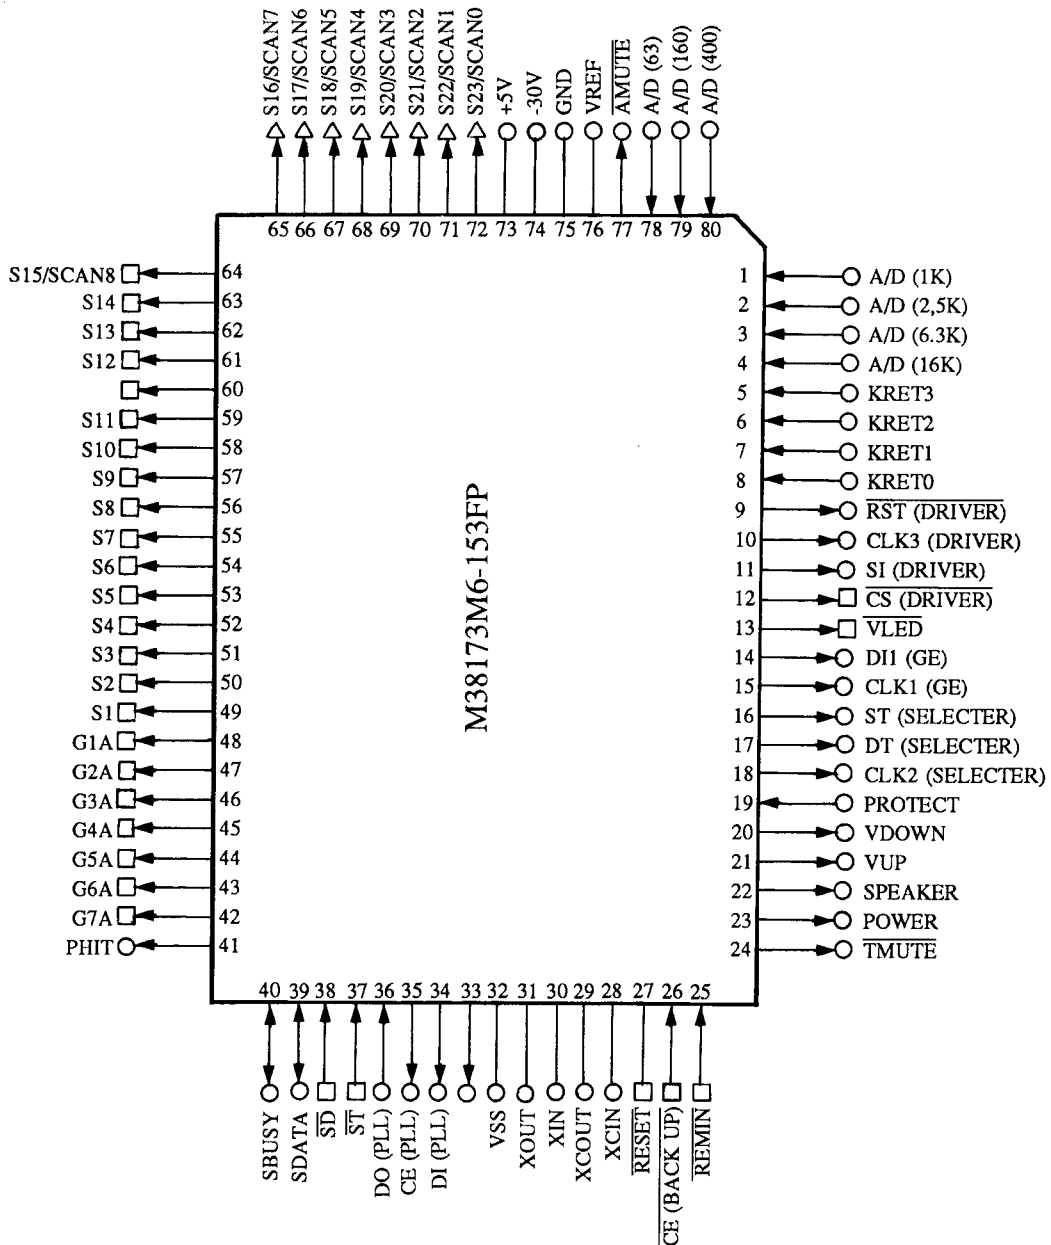 S16/SCAN7
S17/SCAN6
S18/SCAN5
S19/SCAN4
S20/SCAN3
S21/SCAN2
S22/SCAN1
S23/SCAN0
+5V
-30V
GND
VREF
AMUTE
A/D (63)
A/D (160)
A/D (400)
65 66 67 68 69 70 71 72 73 74 75 76 77 78 79 80
S15/SCAN8 64
S14 63
S13 62
S12 61
60
S11 59
S10 58
S9 57
S8 56
S7 55
S6 54
S5 53
S4 52
S3 51
S2 50
S1 49
G1A 48
G2A 47
G3A 46
G4A 45
G5A 44
G6A 43
G7A 42
PHIT 41
M38173M6-153FP
1 A/D (1K)
2 A/D (2,5K)
3 A/D (6.3K)
4 A/D (16K)
5 KRET3
6 KRET2
7 KRET1
8 KRET0
9 RST (DRIVER)
10 CLK3 (DRIVER)
11 SI (DRIVER)
12 CS (DRIVER)
13 VLED
14 DI1 (GE)
15 CLK1 (GE)
16 ST (SELECTER)
17 DT (SELECTER)
18 CLK2 (SELECTER)
19 PROTECT
20 VDOWN
21 VUP
22 SPEAKER
23 POWER
24 TMUTE
40 39 38 37 36 35 34 33 32 31 30 29 28 27 26 25
SBUSY
SDATA
SD
ST
DO (PLL)
CE (PLL)
DI (PLL)
VSS
XOUT
XIN
XCOUT
XCIN
RESET
CE (BACK UP)
REMIN